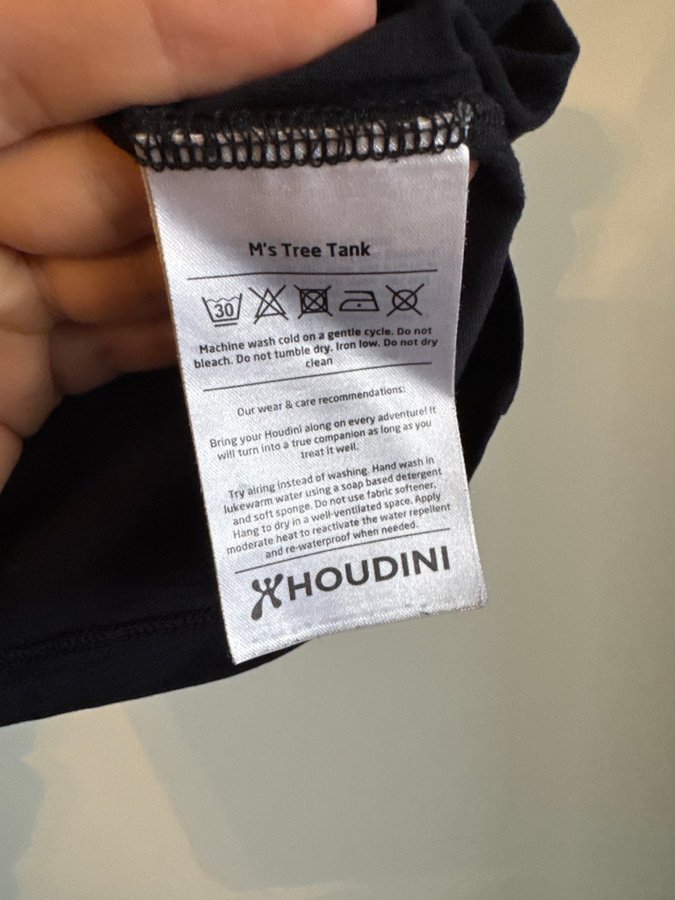 M's Tree Tank
30
Machine wash cold on a gentle cycle. Do not
bleach. Do not tumble dry. Iron low. Do not dry
clean
Our wear & care recommendations:
Bring your Houdini along on every adventure! It
will turn into a true companion as long as you
treat it well.
Try airing instead of washing. Hand wash in
lukewarm water using a soap based detergent
and soft sponge. Do not use fabric softener.
Hang to dry in a well-ventilated space. Apply
moderate heat to reactivate the water repellent
and re-waterproof when needed.
HOUDINI